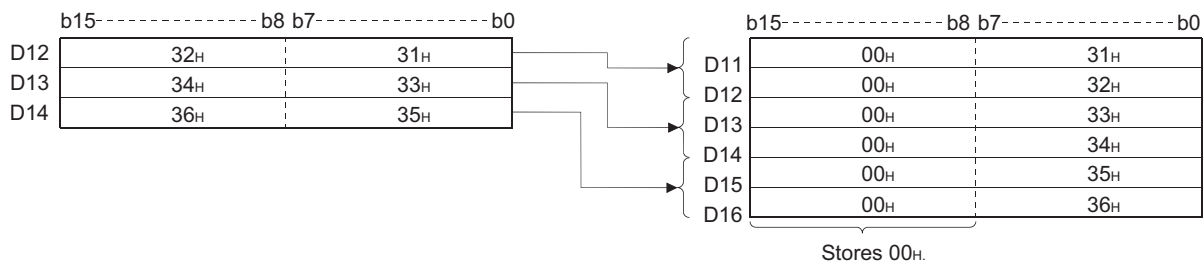 b15 b8 b7 b0
D12 32H 31H
D13 34H 33H
D14 36H 35H
b15 b8 b7 b0
D11 00H 31H
D12 00H 32H
D13 00H 33H
D14 00H 34H
D15 00H 35H
D16 00H 36H
Stores 00H.